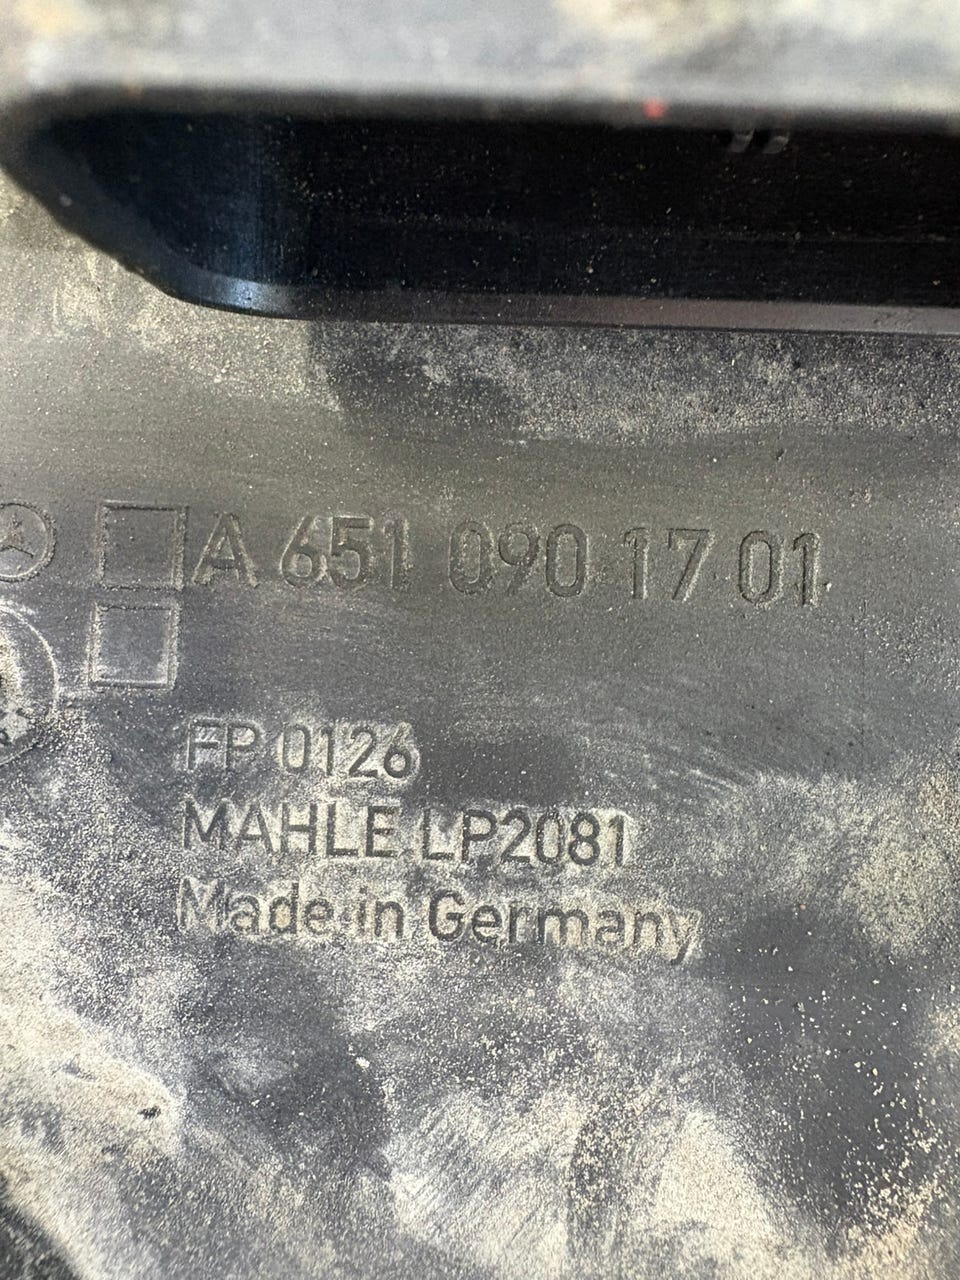 A 651 090 17 01
FP 0126
MAHLE LP2081
Made in Germany